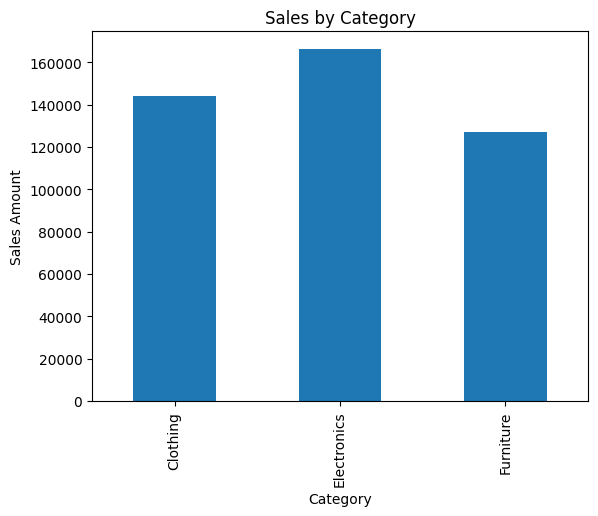 Sales by Category
Sales Amount
160000
140000
120000
100000
80000
60000
40000
20000
0
Clothing
Electronics
Furniture
Category